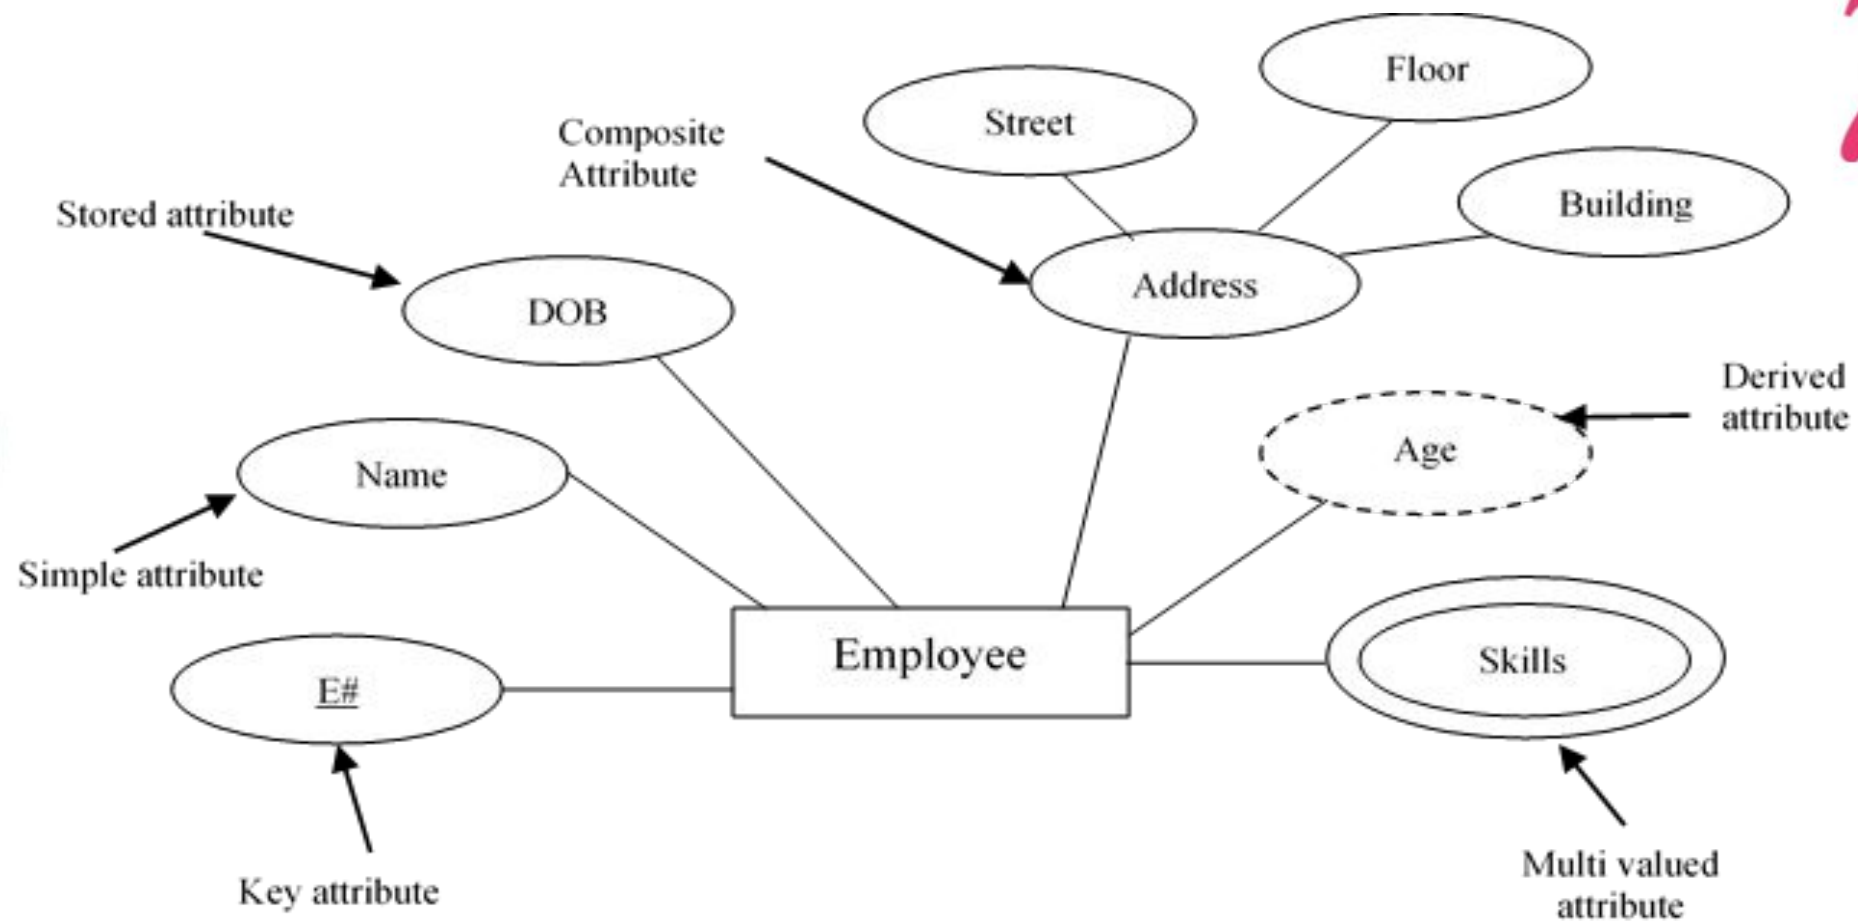 Floor
Street
Composite
Attribute
Building
Stored attribute
Address
DOB
Derived
attribute
Age
Name
Simple attribute
Employee
Skills
E#
Multi valued
attribute
Key attribute